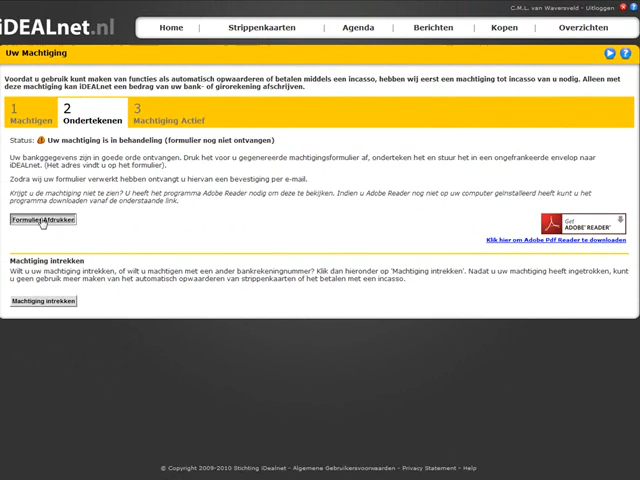 C.M.L. van Waversveld - Uitloggen
iDEALnet.nl
Home | Strippenkaarten | Agenda | Berichten | Kopen | Overzichten
Uw Machtiging
Voordat u gebruik kunt maken van functies als automatisch opwaarderen of betalen middels een incasso, hebben wij eerst een machtiging tot incasso van u nodig. Alleen met
deze machtiging kan iDEALnet een bedrag van uw bank- of girorekening afschrijven.
1 2 3
Machtigen Ondertekenen Machtiging Actief
Status: Uw machtiging is in behandeling (formulier nog niet ontvangen)
Uw bankgegevens zijn in goede orde ontvangen. Druk het voor u gegenereerde machtigingsformulier af, onderteken het en stuur het in een ongefrankeerde envelop naar
iDEALnet. (Het adres vindt u op het formulier).
Zodra wij uw formulier verwerkt hebben ontvangt u hiervan een bevestiging per e-mail.
Krijgt u de machtiging niet te zien? U heeft het programma Adobe Reader nodig om deze te bekijken. Indien u Adobe Reader nog niet op uw computer geïnstalleerd heeft kunt u het
programma downloaden vanaf de onderstaande link.
Formulier Afdrukken
Get
ADOBE® READER®
Klik hier om Adobe Pdf Reader te downloaden
Machtiging intrekken
Wilt u uw machtiging intrekken, of wilt u machtigen met een ander bankrekeningnummer? Klik dan hieronder op 'Machtiging intrekken'. Nadat u uw machtiging heeft ingetrokken, kunt
u geen gebruik meer maken van het automatisch opwaarderen van strippenkaarten of het betalen met een incasso.
Machtiging intrekken
© Copyright 2009-2010 Stichting iDealnet - Algemene Gebruikersvoorwaarden - Privacy Statement - Help